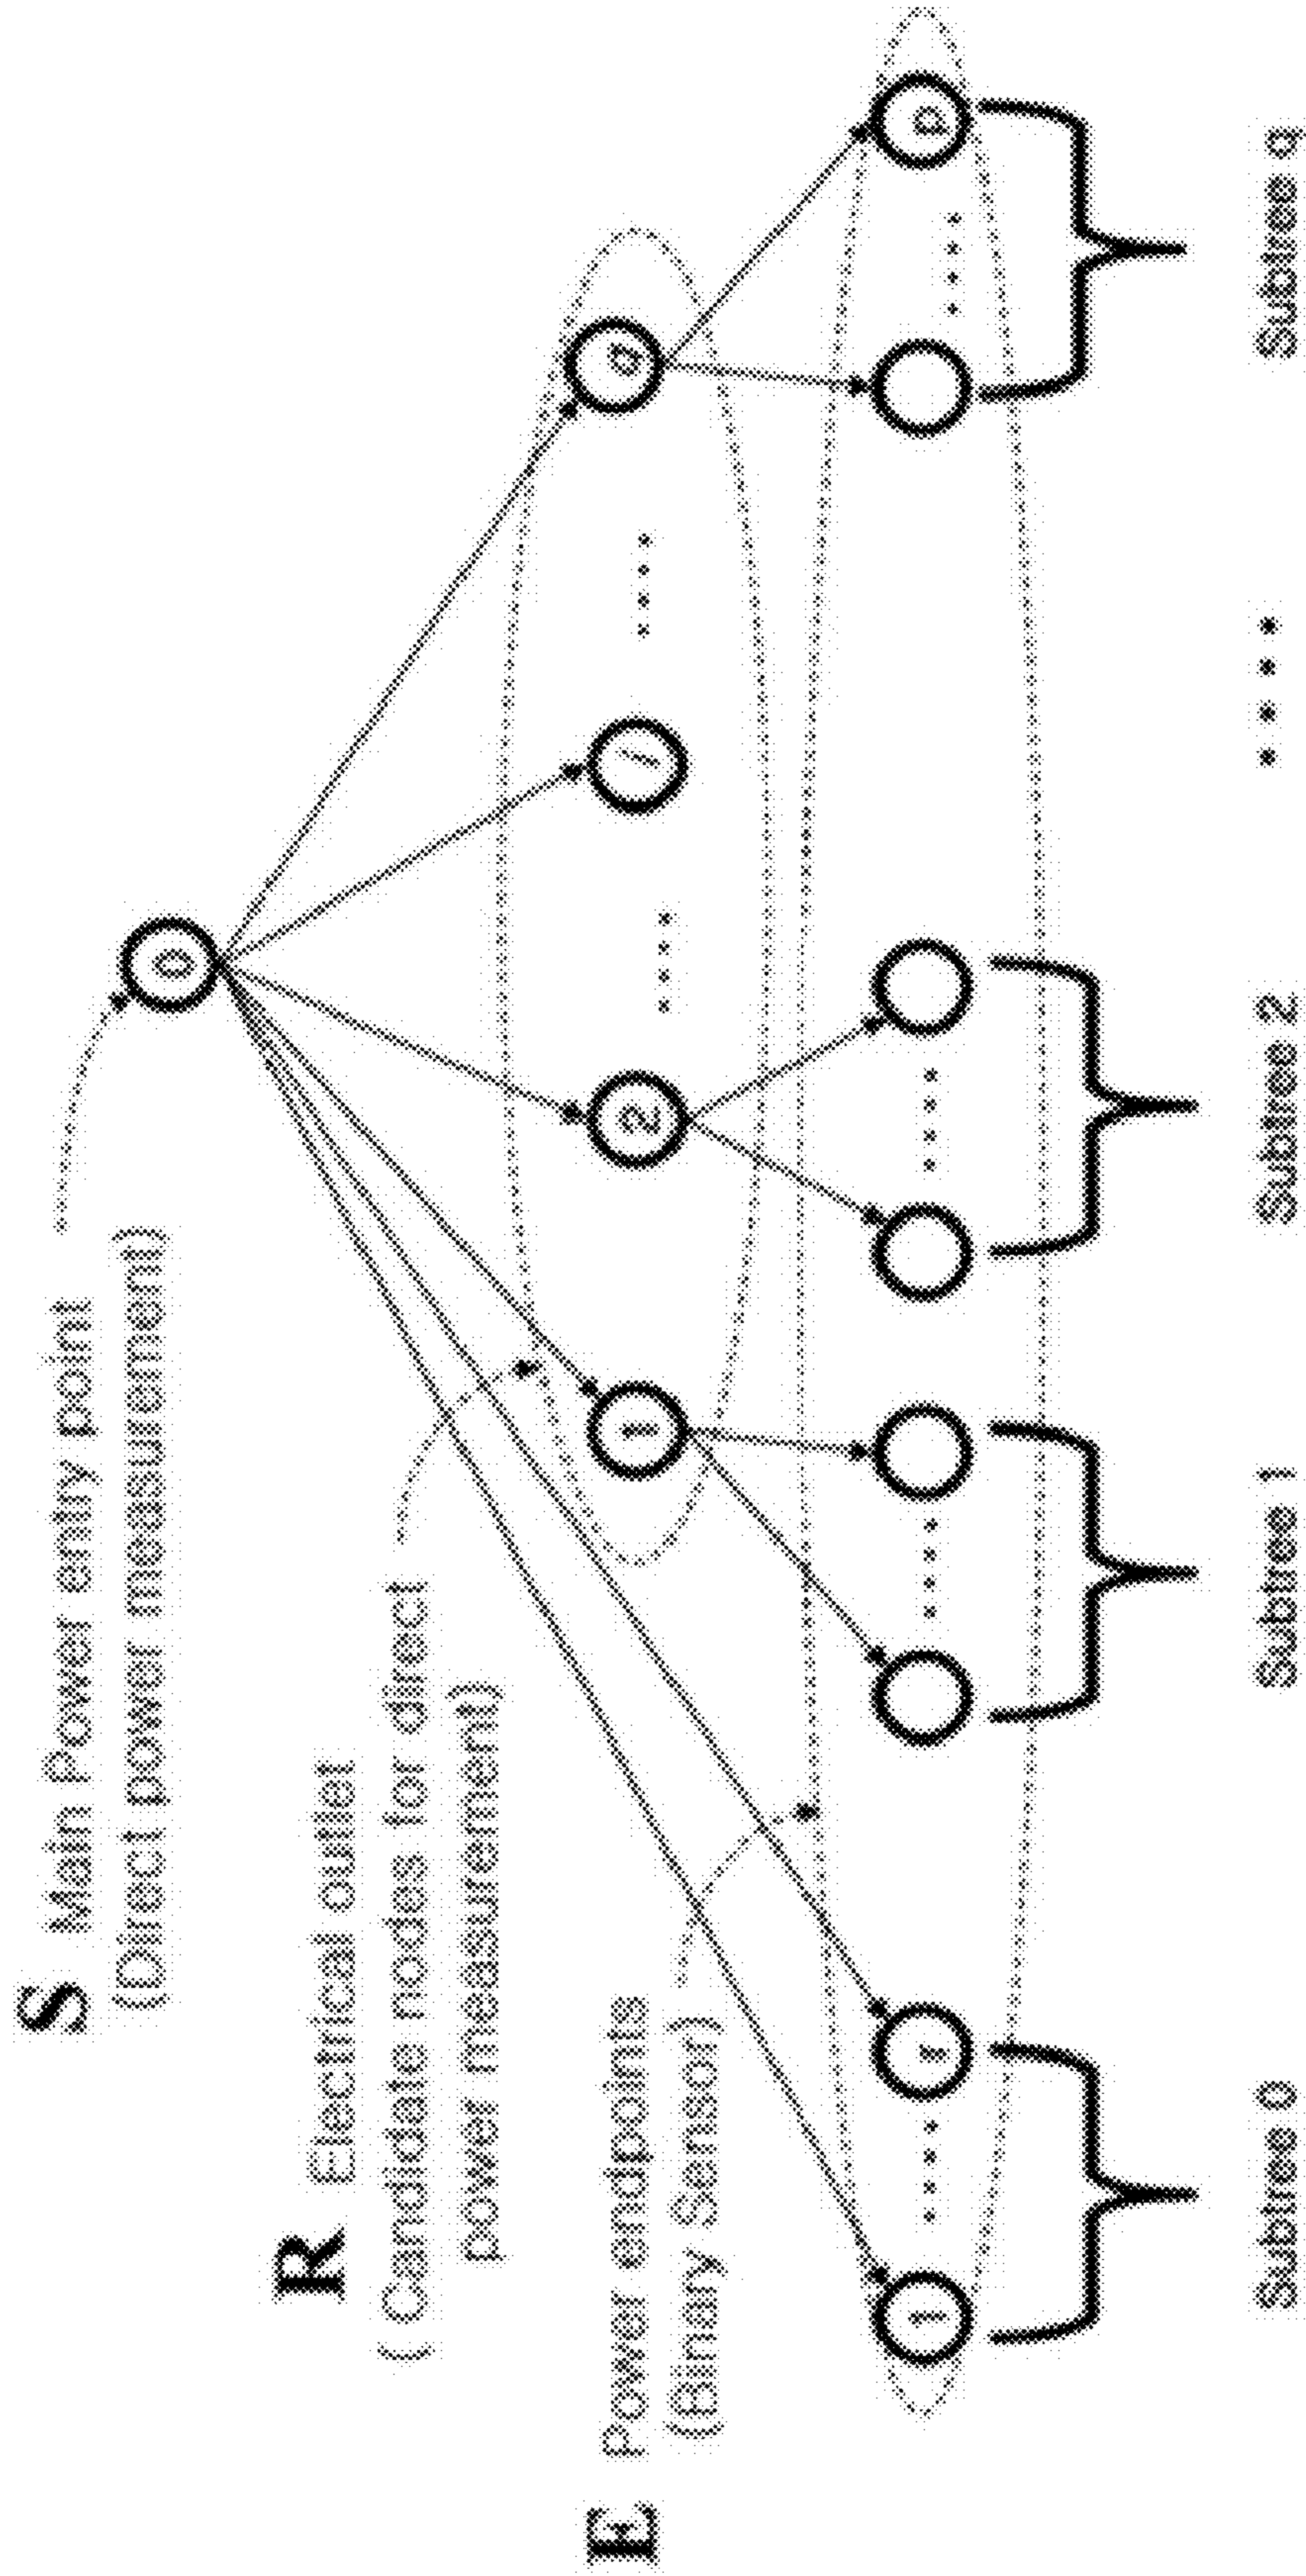 S Main Power entry point
(Direct power measurement)
0
R Electrical outlet
( Candidate nodes for direct
power measurement)
1 2 i q
E Power endpoints
(Binary Sensor)
1 r
Subtree 0 Subtree 1 Subtree 2 Subtree q